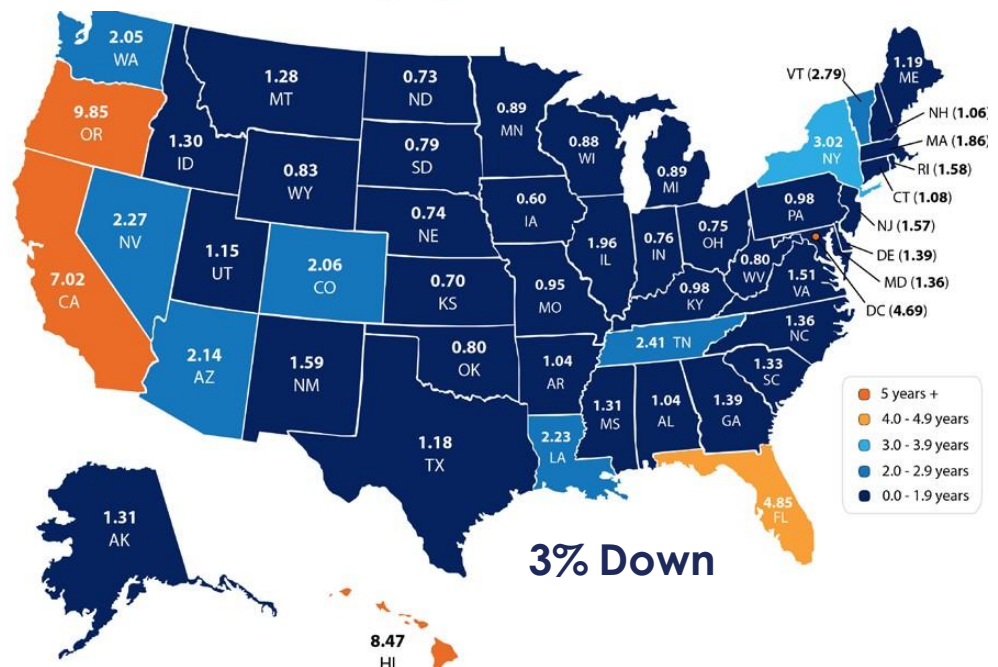 2.05
WA
9.85
OR
7.02
CA
2.27
NV
1.30
ID
1.28
MT
0.83
WY
1.15
UT
2.06
CO
2.14
AZ
1.59
NM
0.73
ND
0.79
SD
0.74
NE
0.70
KS
0.80
OK
1.18
TX
0.89
MN
0.60
IA
0.95
MO
1.04
AR
2.23
LA
0.88
WI
1.96
IL
0.89
MI
0.76
IN
0.75
OH
0.98
KY
2.41 TN
1.31
MS
1.04
AL
1.39
GA
4.85
FL
1.33
SC
1.36
NC
1.51
VA
0.80
WV
0.98
PA
3.02
NY
1.19
ME
VT (2.79)
NH (1.06)
MA (1.86)
RI (1.58)
CT (1.08)
NJ (1.57)
DE (1.39)
MD (1.36)
DC (4.69)
5 years +
4.0 - 4.9 years
3.0 - 3.9 years
2.0 - 2.9 years
0.0 - 1.9 years
1.31
AK
8.47
HI
3% Down